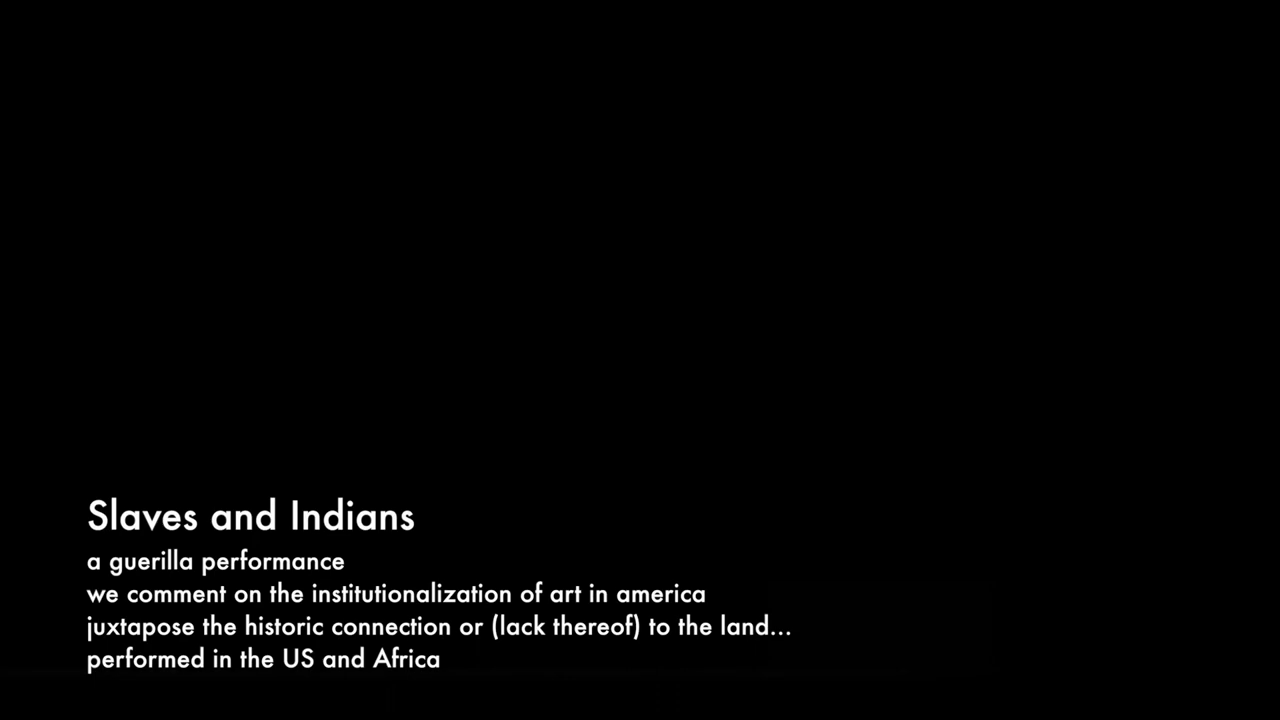 Slaves and Indians
a guerilla performance
we comment on the institutionalization of art in america
juxtapose the historic connection or (lack thereof) to the land...
performed in the US and Africa